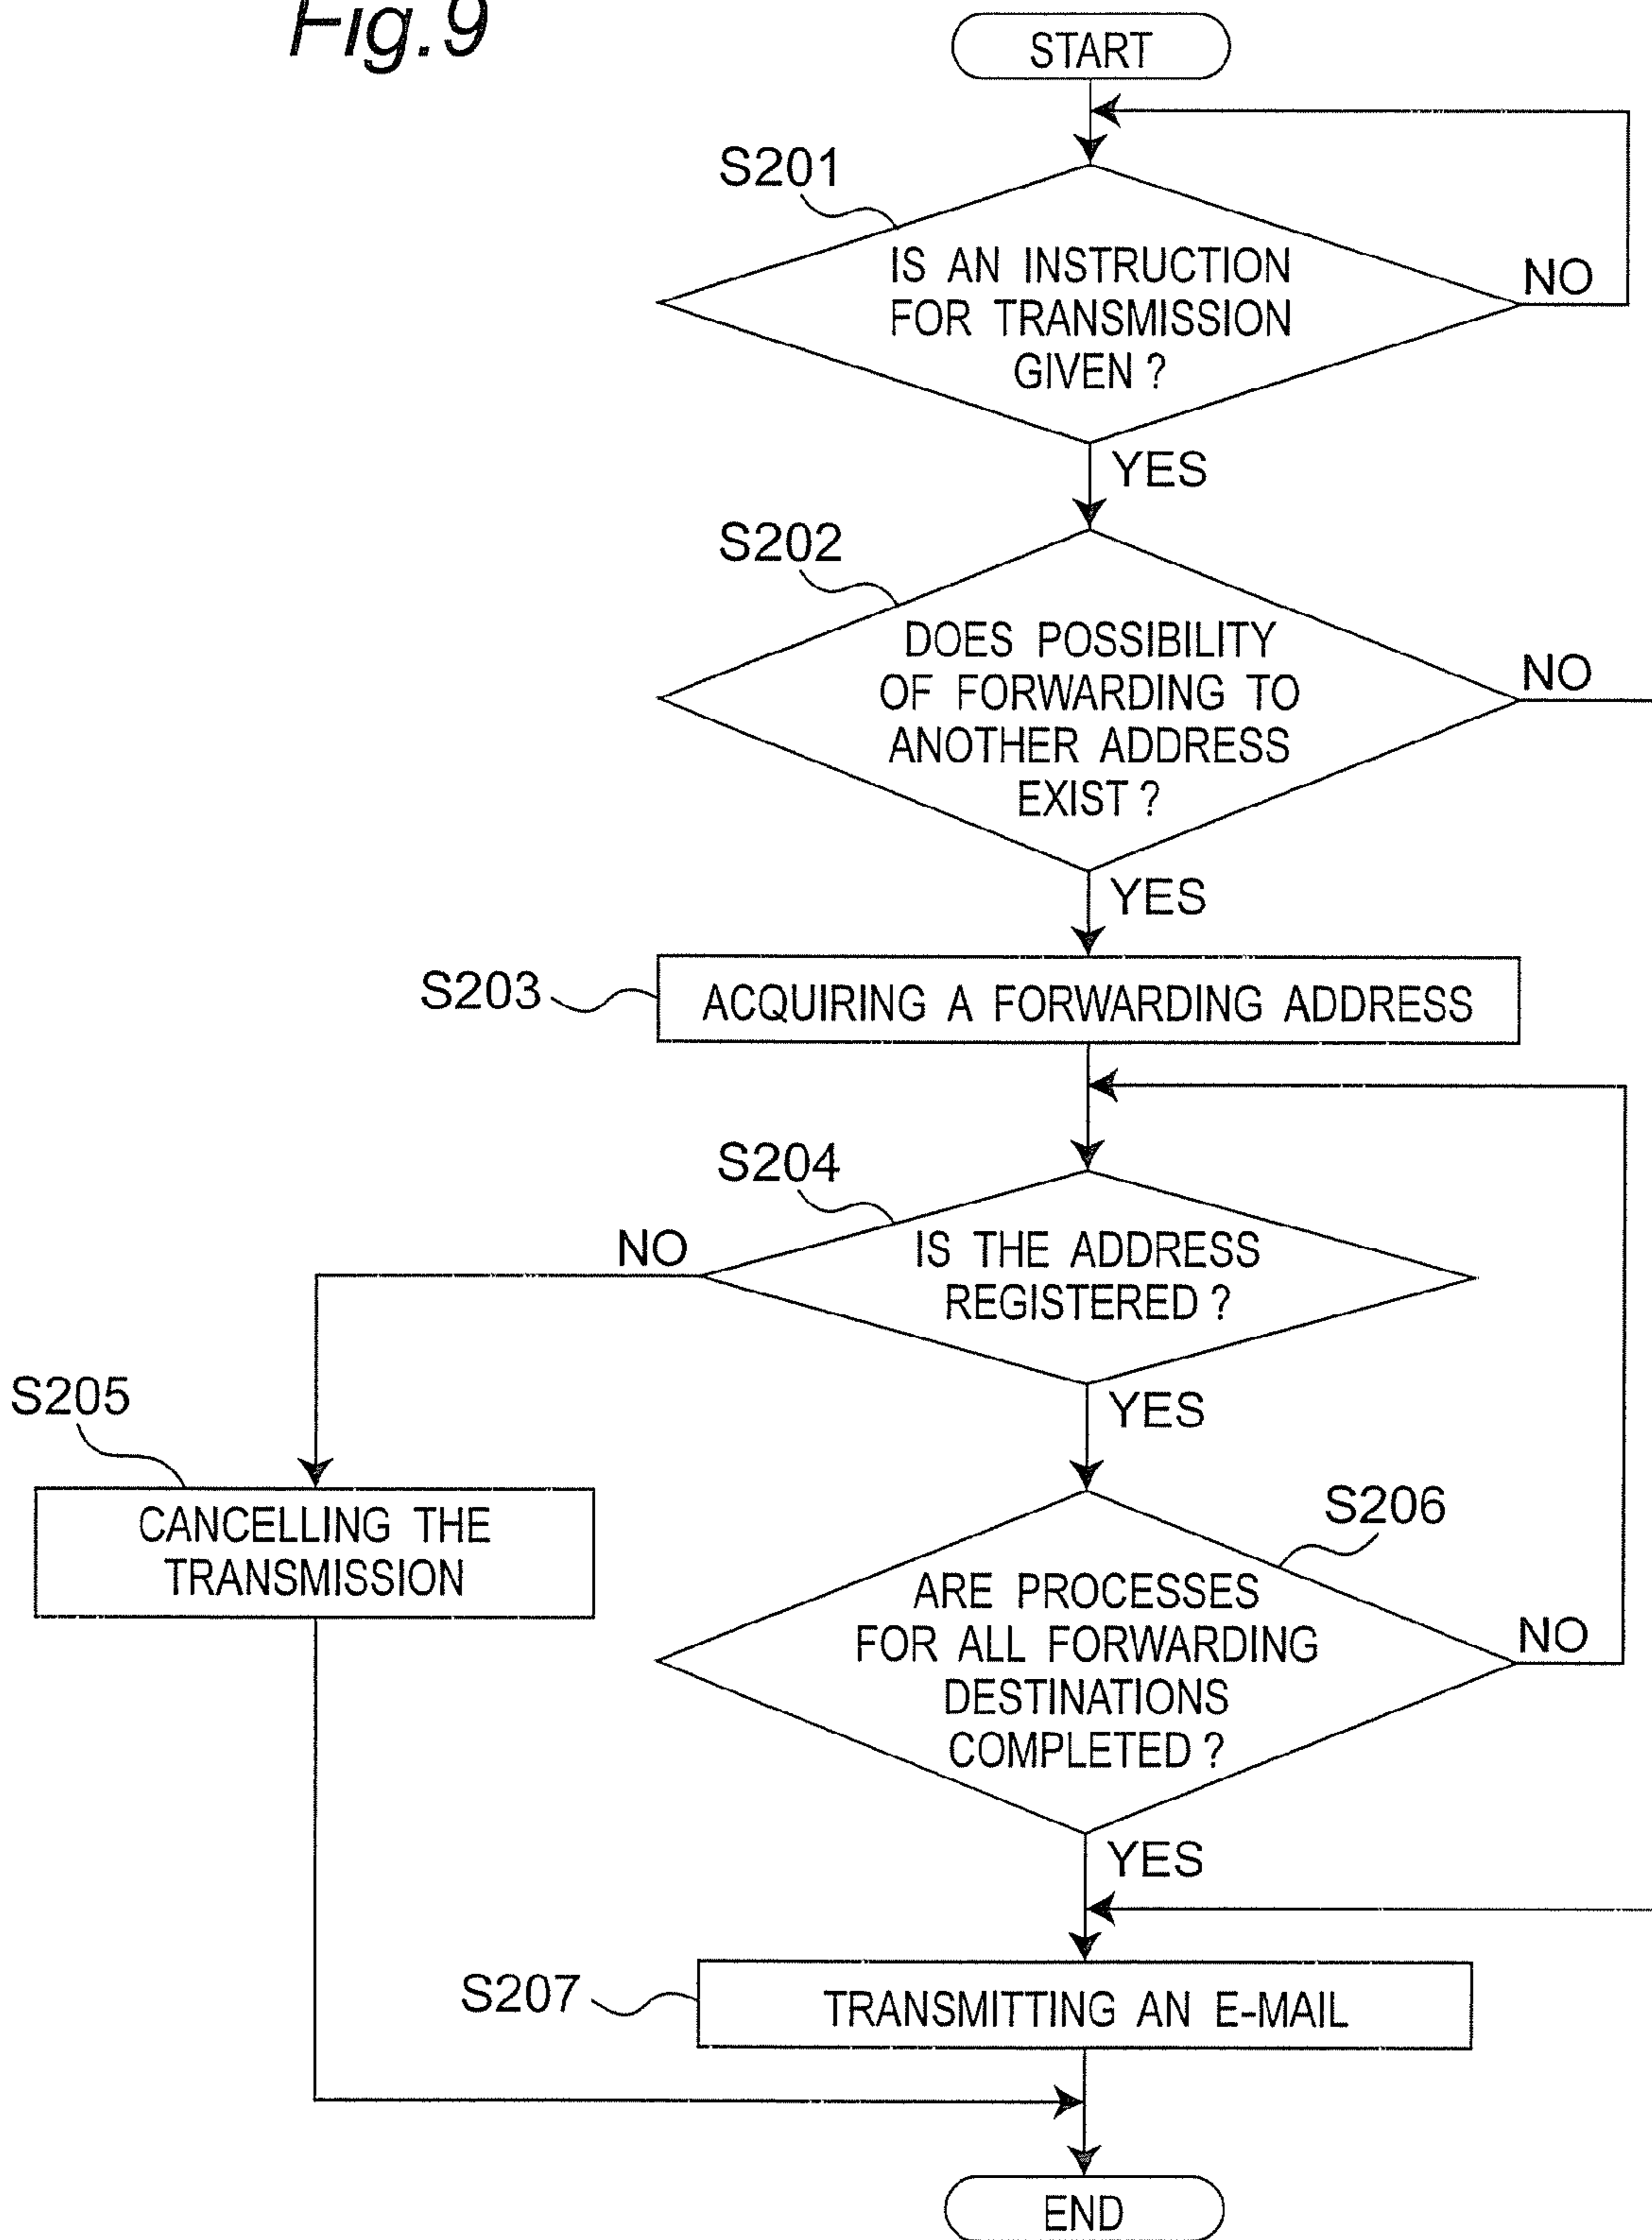 Fig.9
START
S201
IS AN INSTRUCTION
FOR TRANSMISSION
GIVEN ?
NO
YES
S202
DOES POSSIBILITY
OF FORWARDING TO
ANOTHER ADDRESS
EXIST ?
NO
YES
S203
ACQUIRING A FORWARDING ADDRESS
S204
NO
IS THE ADDRESS
REGISTERED ?
YES
S205
CANCELLING THE
TRANSMISSION
S206
ARE PROCESSES
FOR ALL FORWARDING
DESTINATIONS
COMPLETED ?
NO
YES
S207
TRANSMITTING AN E-MAIL
END